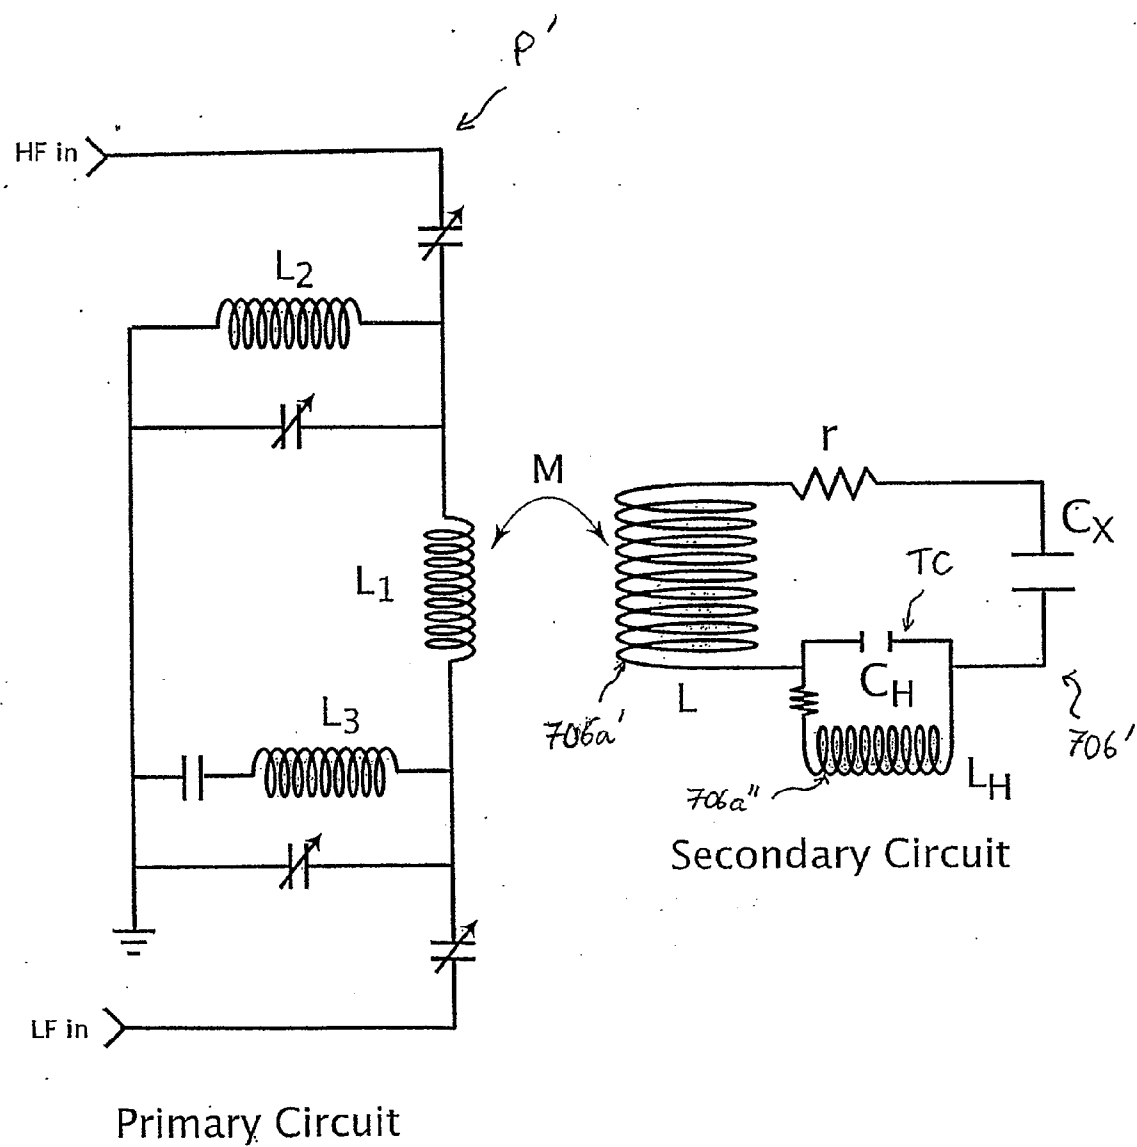 P'
HF in
L2
r
M
CX
TC
L1
CH
L
706a'
L3
706'
706a"
LH
Secondary Circuit
LF in
Primary Circuit